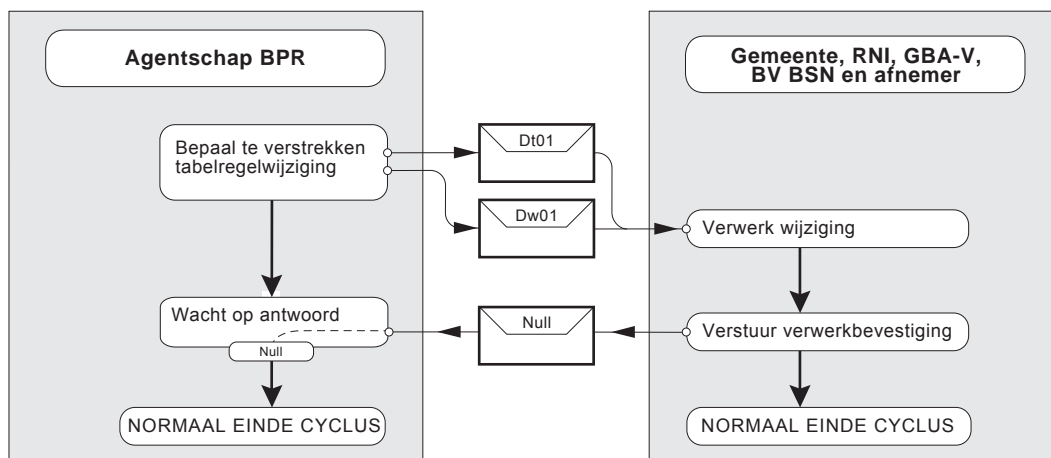 Agentschap BPR
Gemeente, RNI, GBA-V,
BV BSN en afnemer
Bepaal te verstrekken
tabelregelwijziging
Dt01
Dw01
Verwerk wijziging
Wacht op antwoord
Null
Null
Verstuur verwerkbevestiging
NORMAAL EINDE CYCLUS
NORMAAL EINDE CYCLUS